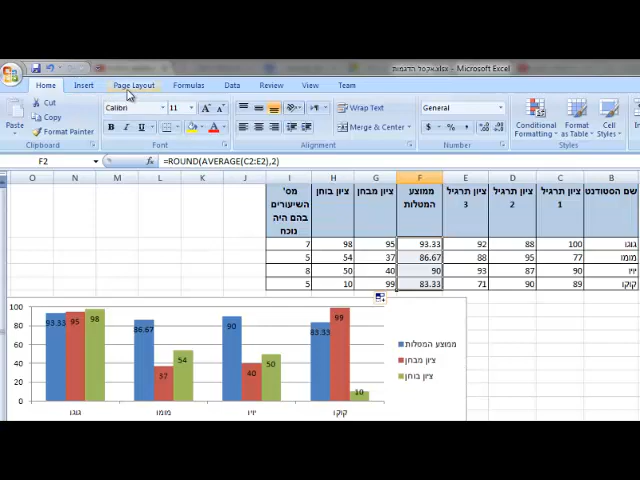 אקסל הדגמות.xlsx - Microsoft Excel
Home Insert Page Layout Formulas Data Review View Team
Paste Cut Copy Format Painter Clipboard
Calibri 11 Font
Wrap Text Merge & Center Alignment
General Number
Conditional Formatting Format as Table Cell Styles Styles
F2 =ROUND(AVERAGE(C2:E2),2)
O N M L K J I H G F E D C B
שם הסטודנט ציון תרגיל 1 ציון תרגיל 2 ציון תרגיל 3 ממוצע המטלות ציון מבחן ציון בוחן מס' השיעורים בהם היה נוכח
גוגו 100 88 92 93.33 95 98 7
מומו 77 95 88 86.67 37 54 5
יויו 90 87 93 90 40 50 8
קוקו 89 90 71 83.33 99 10 5
100
80
60
40
20
0
93.33 95 98
86.67 37 54
90 40 50
83.33 99 10
גוגו מומו יויו קוקו
ממוצע המטלות
ציון מבחן
ציון בוחן